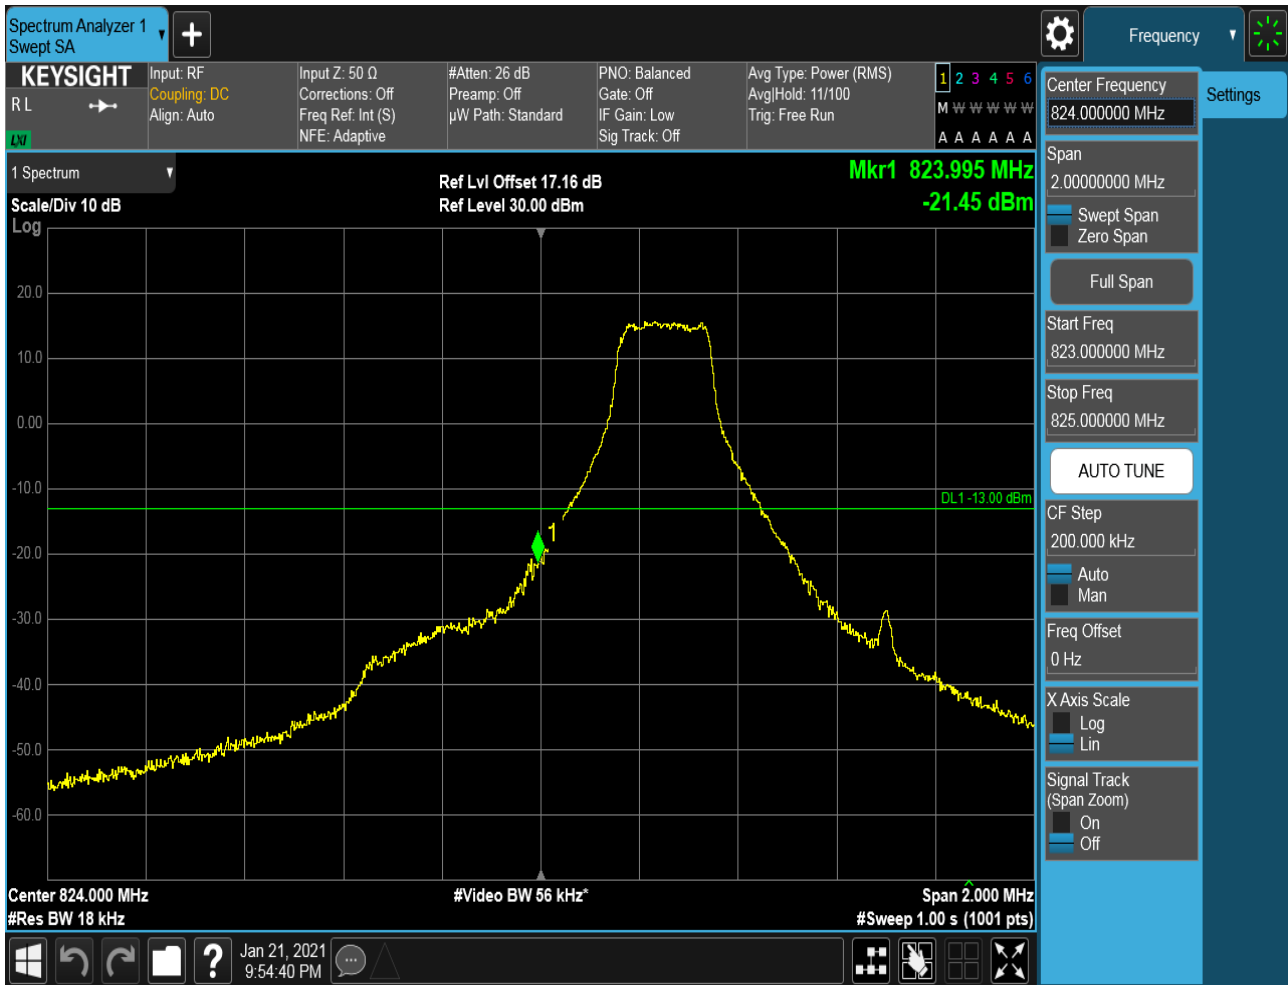 Spectrum Analyzer 1
Swept SA
Frequency
KEYSIGHT
R L
LXI
Input: RF
Coupling: DC
Align: Auto
Input Z: 50 Ω
Corrections: Off
Freq Ref: Int (S)
NFE: Adaptive
#Atten: 26 dB
Preamp: Off
µW Path: Standard
PNO: Balanced
Gate: Off
IF Gain: Low
Sig Track: Off
Avg Type: Power (RMS)
Avg|Hold: 11/100
Trig: Free Run
1 2 3 4 5 6
M W W W W W
A A A A A A
1 Spectrum
Scale/Div 10 dB
Log
Ref Lvl Offset 17.16 dB
Ref Level 30.00 dBm
Mkr1 823.995 MHz
-21.45 dBm
20.0
10.0
0.00
-10.0
-20.0
-30.0
-40.0
-50.0
-60.0
DL1 -13.00 dBm
1
Center 824.000 MHz
#Res BW 18 kHz
#Video BW 56 kHz*
Span 2.000 MHz
#Sweep 1.00 s (1001 pts)
Center Frequency
824.000000 MHz
Settings
Span
2.00000000 MHz
Swept Span
Zero Span
Full Span
Start Freq
823.000000 MHz
Stop Freq
825.000000 MHz
AUTO TUNE
CF Step
200.000 kHz
Auto
Man
Freq Offset
0 Hz
X Axis Scale
Log
Lin
Signal Track
(Span Zoom)
On
Off
?
Jan 21, 2021
9:54:40 PM